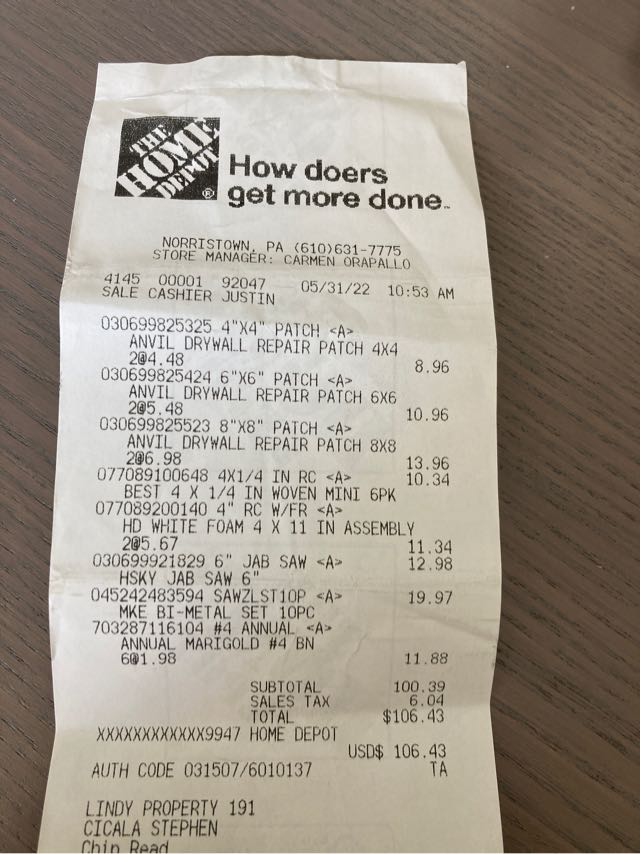 THE
HOME
DEPOT
®
How doers
get more done.™
NORRISTOWN, PA (610)631-7775
STORE MANAGER: CARMEN ORAPALLO
4145 00001 92047 05/31/22 10:53 AM
SALE CASHIER JUSTIN
030699825325 4"X4" PATCH <A>
ANVIL DRYWALL REPAIR PATCH 4X4
2@4.48 8.96
030699825424 6"X6" PATCH <A>
ANVIL DRYWALL REPAIR PATCH 6X6
2@5.48 10.96
030699825523 8"X8" PATCH <A>
ANVIL DRYWALL REPAIR PATCH 8X8
2@6.98 13.96
077089100648 4X1/4 IN RC <A> 10.34
BEST 4 X 1/4 IN WOVEN MINI 6PK
077089200140 4" RC W/FR <A>
HD WHITE FOAM 4 X 11 IN ASSEMBLY
2@5.67 11.34
030699921829 6" JAB SAW <A> 12.98
HSKY JAB SAW 6"
045242483594 SAWZLST10P <A> 19.97
MKE BI-METAL SET 10PC
703287116104 #4 ANNUAL <A>
ANNUAL MARIGOLD #4 BN
6@1.98 11.88
SUBTOTAL 100.39
SALES TAX 6.04
TOTAL $106.43
XXXXXXXXXXXX9947 HOME DEPOT
USD$ 106.43
AUTH CODE 031507/6010137 TA
LINDY PROPERTY 191
CICALA STEPHEN
Chip Read